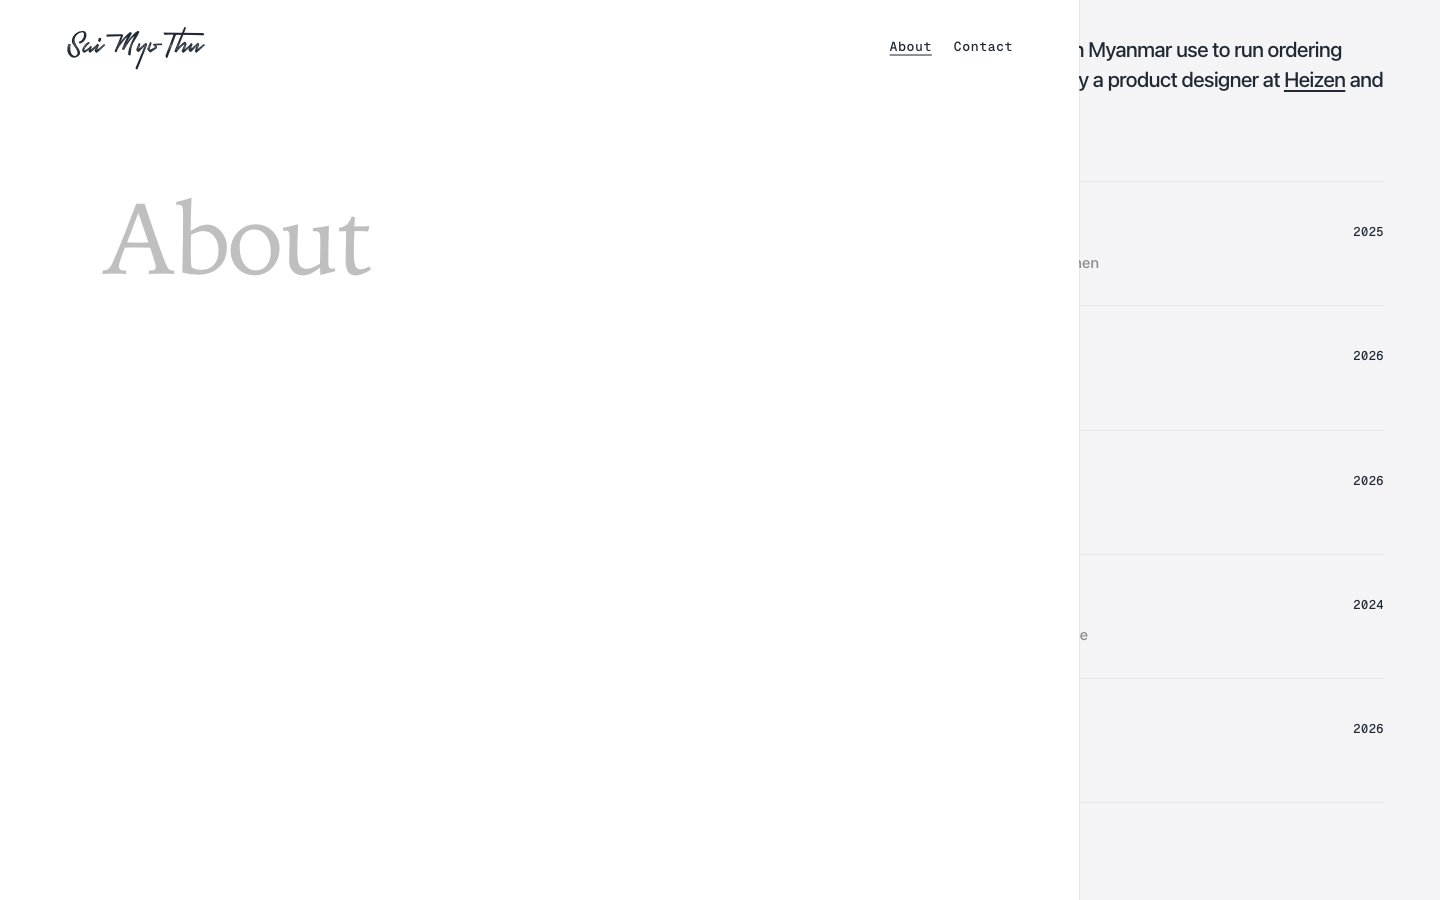 Sai Myo Thu
About Contact
Myanmar use to run ordering
a product designer at Heizen and
About
2025
2026
2026
2024
2026